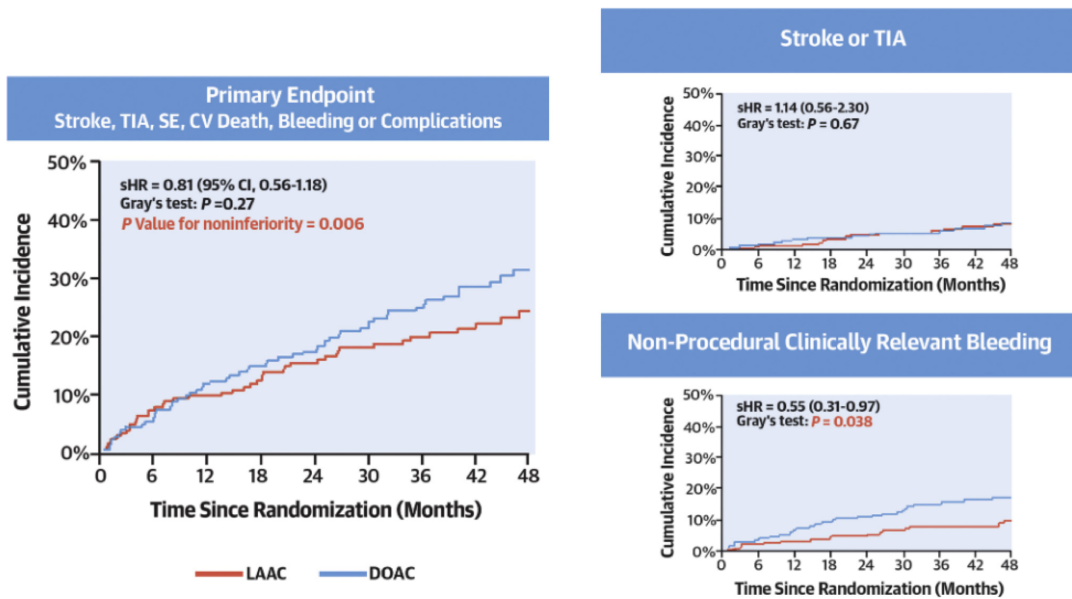 Primary Endpoint
Stroke, TIA, SE, CV Death, Bleeding or Complications
50%
40%
30%
20%
10%
0%
Cumulative Incidence
sHR = 0.81 (95% CI, 0.56-1.18)
Gray's test: P =0.27
P Value for noninferiority = 0.006
0 6 12 18 24 30 36 42 48
Time Since Randomization (Months)
LAAC DOAC
Stroke or TIA
50%
40%
30%
20%
10%
0%
Cumulative Incidence
sHR = 1.14 (0.56-2.30)
Gray's test: P = 0.67
0 6 12 18 24 30 36 42 48
Time Since Randomization (Months)
Non-Procedural Clinically Relevant Bleeding
50%
40%
30%
20%
10%
0%
Cumulative Incidence
sHR = 0.55 (0.31-0.97)
Gray's test: P = 0.038
0 6 12 18 24 30 36 42 48
Time Since Randomization (Months)